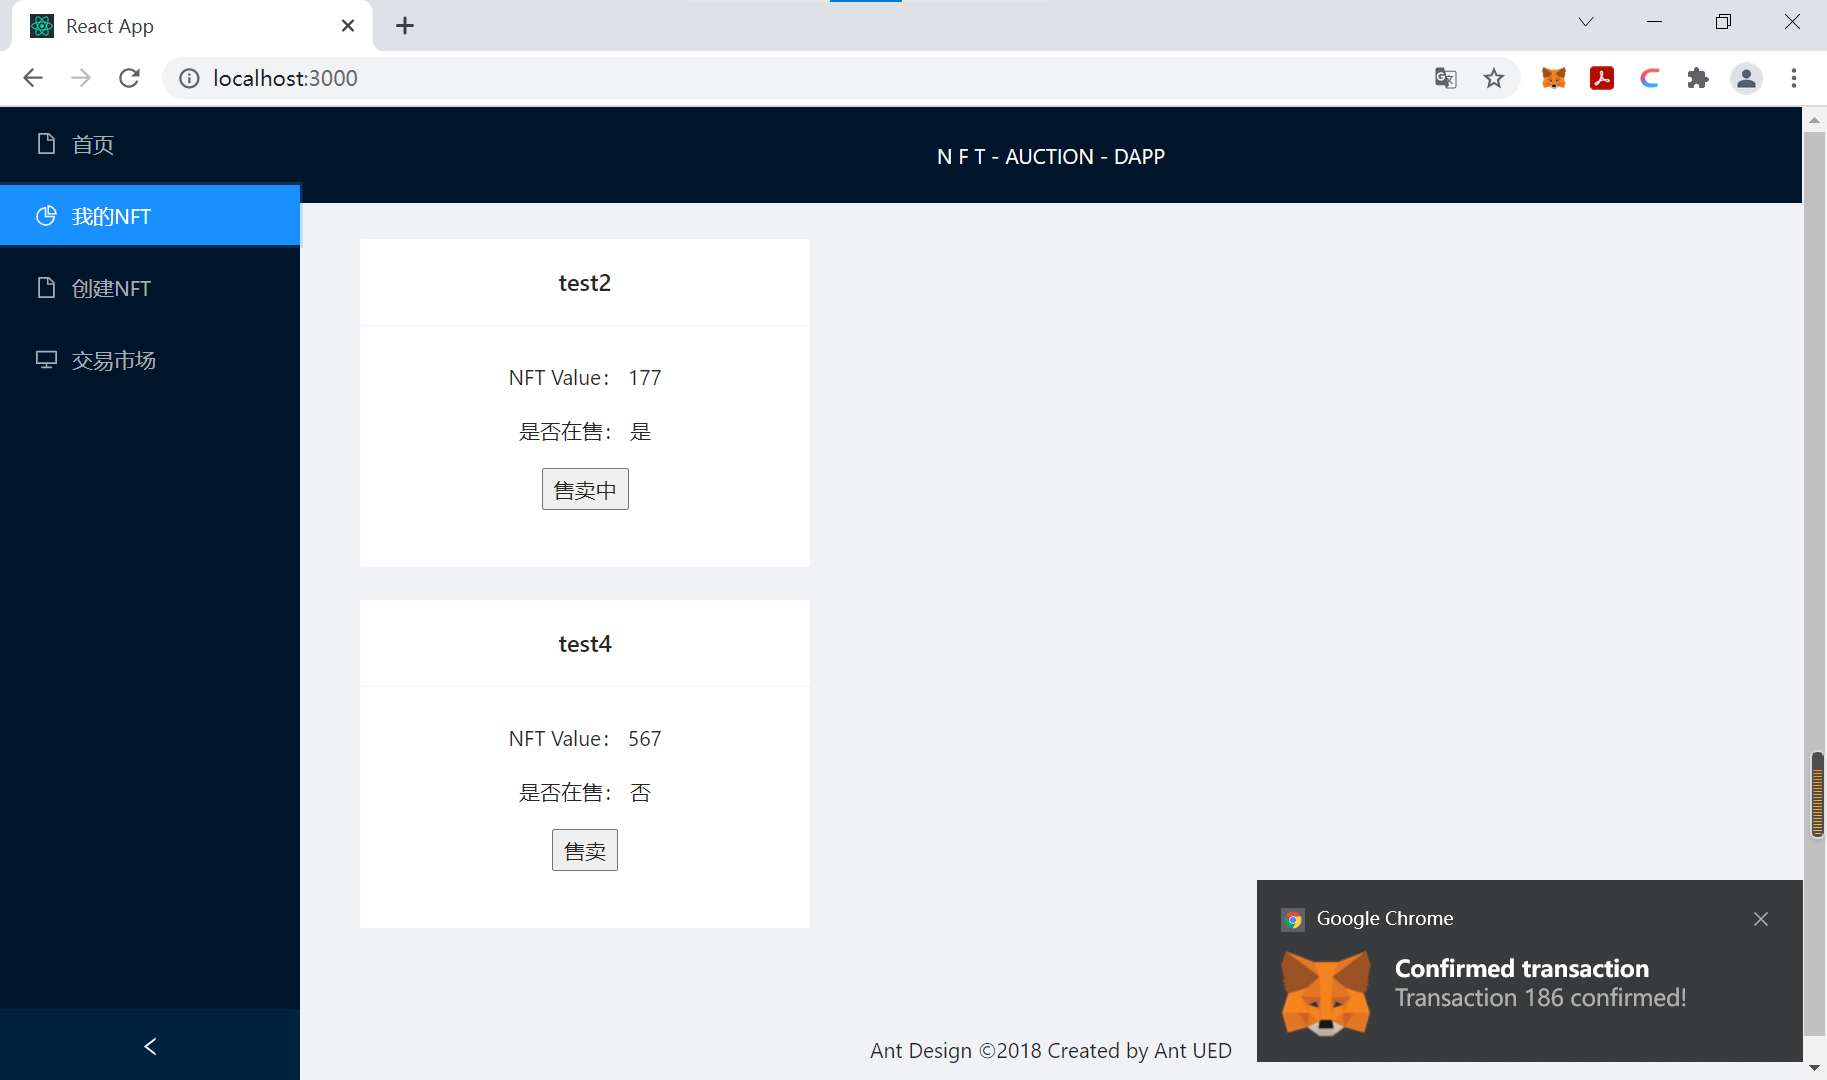 React App
localhost:3000
首页
我的NFT
创建NFT
交易市场
N F T - AUCTION - DAPP
test2
NFT Value： 177
是否在售： 是
售卖中
test4
NFT Value： 567
是否在售： 否
售卖
Google Chrome
Confirmed transaction
Transaction 186 confirmed!
Ant Design ©2018 Created by Ant UED